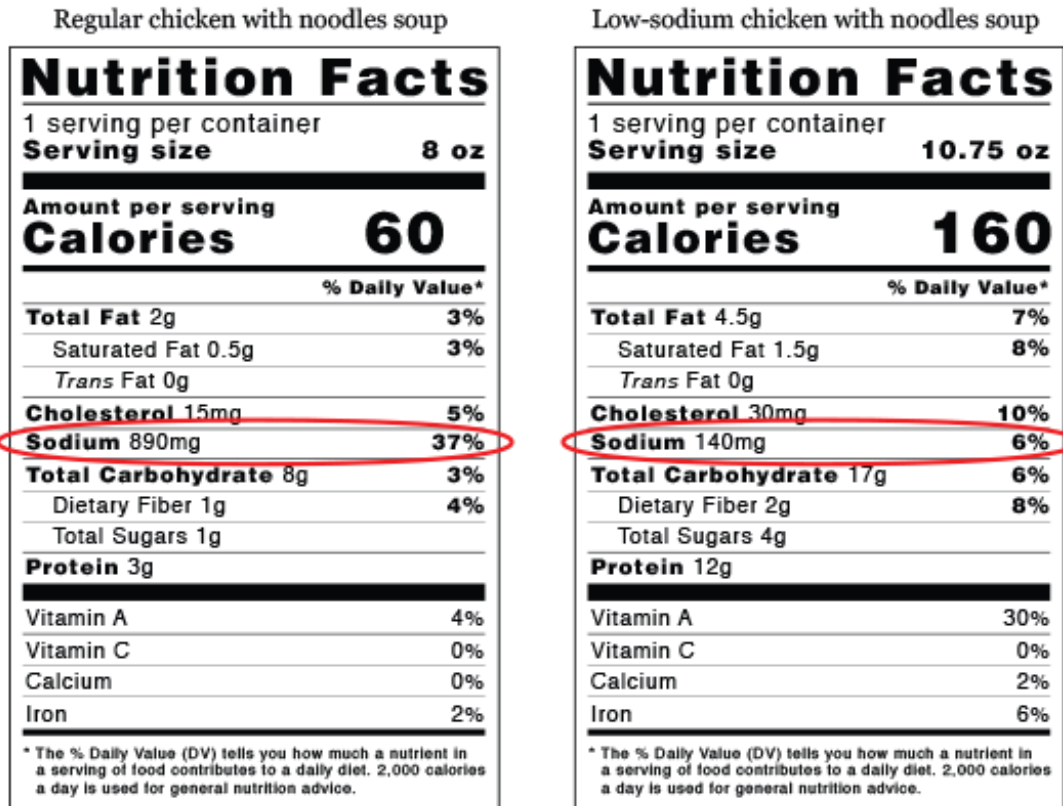 Regular chicken with noodles soup
Nutrition Facts
1 serving per container
Serving size 8 oz
Amount per serving
Calories 60
% Daily Value*
Total Fat 2g 3%
Saturated Fat 0.5g 3%
Trans Fat 0g
Cholesterol 15mg 5%
Sodium 890mg 37%
Total Carbohydrate 8g 3%
Dietary Fiber 1g 4%
Total Sugars 1g
Protein 3g
Vitamin A 4%
Vitamin C 0%
Calcium 0%
Iron 2%
* The % Daily Value (DV) tells you how much a nutrient in
a serving of food contributes to a daily diet. 2,000 calories
a day is used for general nutrition advice.
Low-sodium chicken with noodles soup
Nutrition Facts
1 serving per container
Serving size 10.75 oz
Amount per serving
Calories 160
% Daily Value*
Total Fat 4.5g 7%
Saturated Fat 1.5g 8%
Trans Fat 0g
Cholesterol 30mg 10%
Sodium 140mg 6%
Total Carbohydrate 17g 6%
Dietary Fiber 2g 8%
Total Sugars 4g
Protein 12g
Vitamin A 30%
Vitamin C 0%
Calcium 2%
Iron 6%
* The % Daily Value (DV) tells you how much a nutrient in
a serving of food contributes to a daily diet. 2,000 calories
a day is used for general nutrition advice.